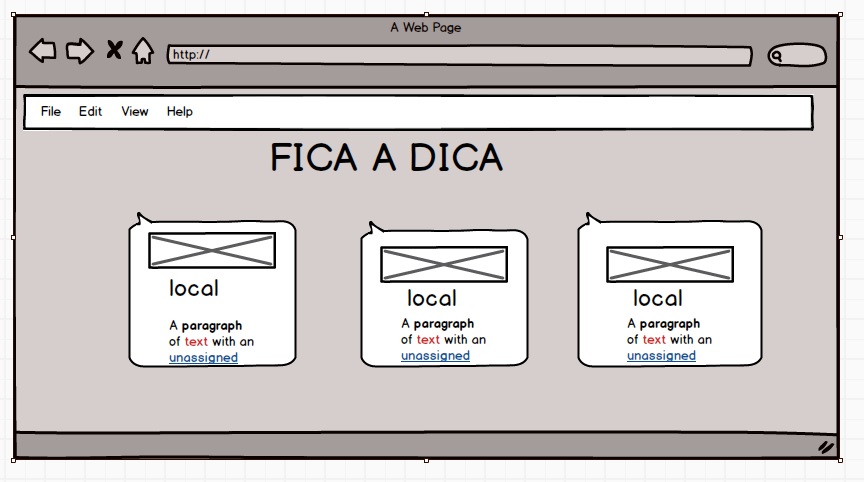 A Web Page
http://
File Edit View Help
FICA A DICA
local
A paragraph
of text with an
unassigned
local
A paragraph
of text with an
unassigned
local
A paragraph
of text with an
unassigned